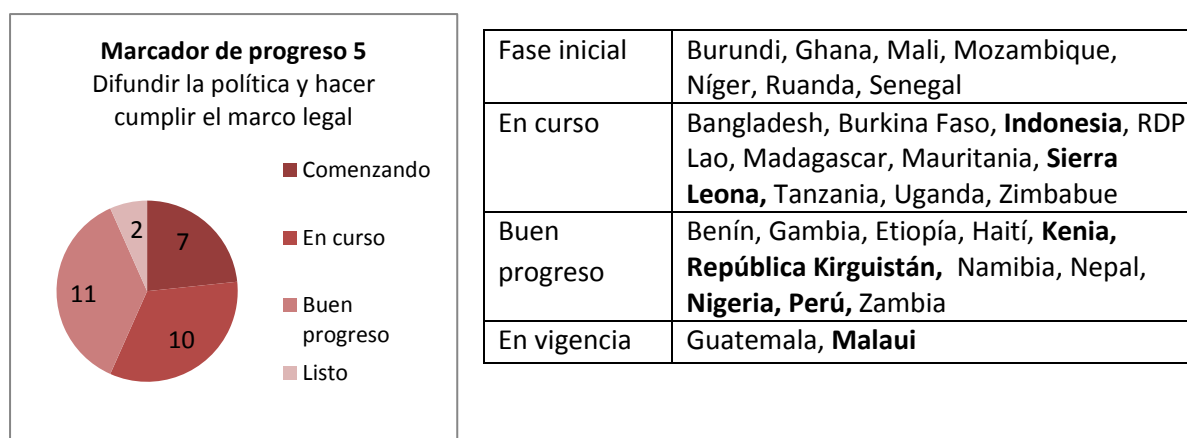 Marcador de progreso 5
Difundir la política y hacer
cumplir el marco legal
Comenzando
En curso
Buen
progreso
Listo
2
7
11
10
Fase inicial
Burundi, Ghana, Mali, Mozambique,
Níger, Ruanda, Senegal
En curso
Bangladesh, Burkina Faso, Indonesia, RDP
Lao, Madagascar, Mauritania, Sierra
Leona, Tanzania, Uganda, Zimbabue
Buen
progreso
Benín, Gambia, Etiopía, Haití, Kenia,
República Kirguistán, Namibia, Nepal,
Nigeria, Perú, Zambia
En vigencia
Guatemala, Malaui